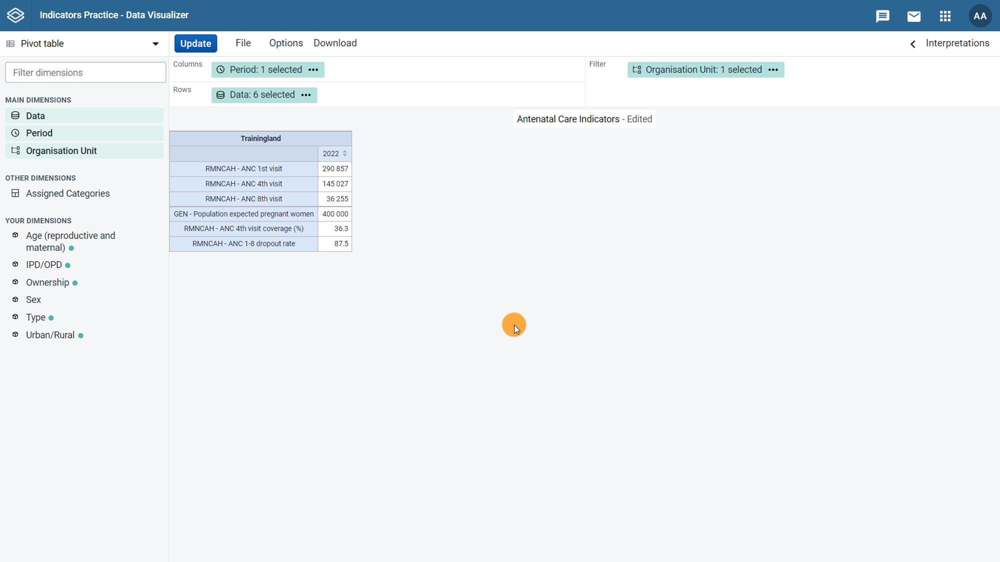 Indicators Practice - Data Visualizer
AA
Pivot table
Update
File
Options
Download
Interpretations
Filter dimensions
Columns
Period: 1 selected
Filter
Organisation Unit: 1 selected
Rows
Data: 6 selected
MAIN DIMENSIONS
Data
Period
Organisation Unit
OTHER DIMENSIONS
Assigned Categories
YOUR DIMENSIONS
Age (reproductive and
maternal)
IPD/OPD
Ownership
Sex
Type
Urban/Rural
Antenatal Care Indicators - Edited
Trainingland
2022
RMNCAH - ANC 1st visit 290 857
RMNCAH - ANC 4th visit 145 027
RMNCAH - ANC 8th visit 36 255
GEN - Population expected pregnant women 400 000
RMNCAH - ANC 4th visit coverage (%) 36.3
RMNCAH - ANC 1-8 dropout rate 87.5